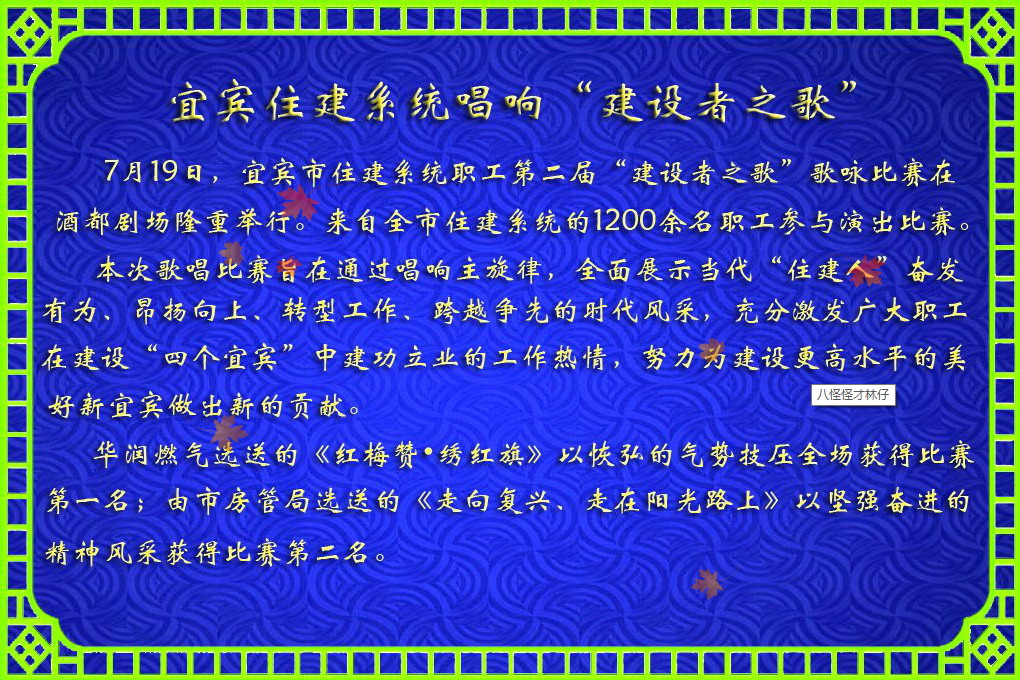 宜宾住建系统唱响“建设者之歌”
7月19日，宜宾市住建系统职工第二届“建设者之歌”歌咏比赛在
酒都剧场隆重举行。来自全市住建系统的1200余名职工参与演出比赛。
本次歌唱比赛旨在通过唱响主旋律，全面展示当代“住建人”奋发
有为、昂扬向上、转型工作、跨越争先的时代风采，充分激发广大职工
在建设“四个宜宾”中建功立业的工作热情，努力为建设更高水平的美
八怪怪才林仔
好新宜宾做出新的贡献。
华润燃气选送的《红梅赞•绣红旗》以恢弘的气势技压全场获得比赛
第一名；由市房管局选送的《走向复兴、走在阳光路上》以坚强奋进的
精神风采获得比赛第二名。